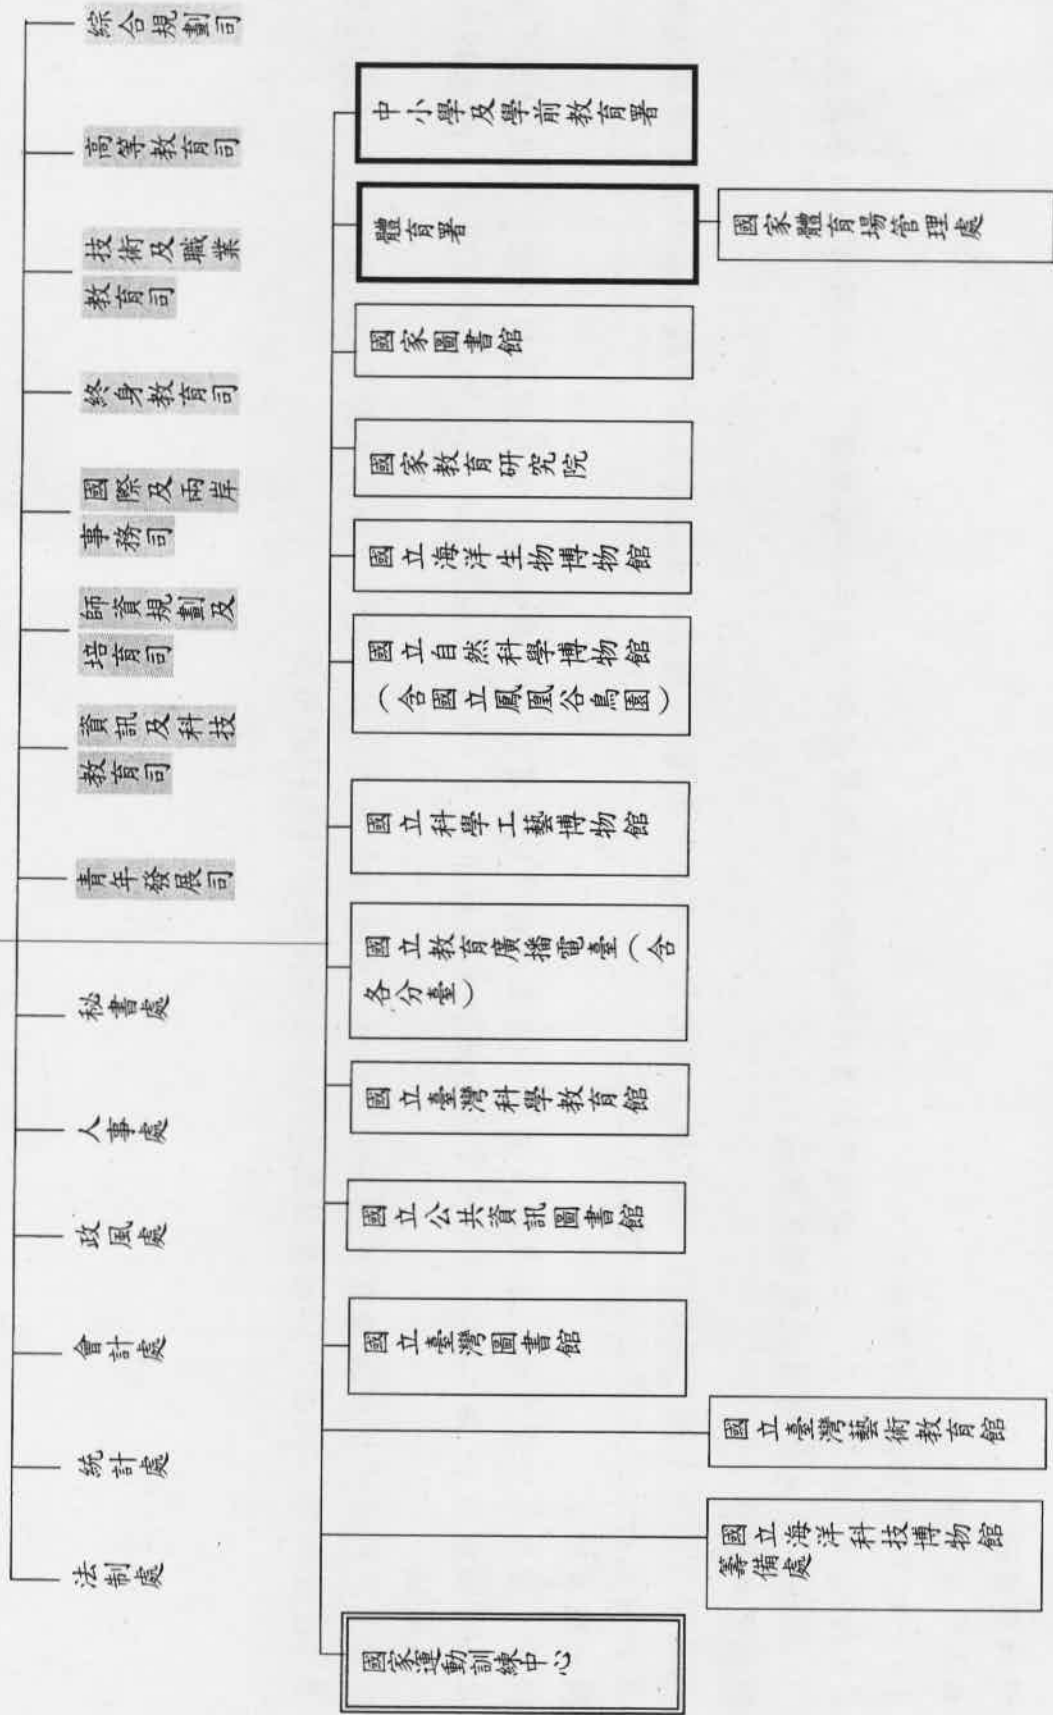 綜合規劃司
高等教育司
技術及職業
教育司
終身教育司
國際及兩岸
事務司
師資規劃及
培育司
資訊及科技
教育司
青年發展司
秘書處
人事處
政風處
會計處
統計處
法制處
中小學及學前教育署
體育署
國家體育場管理處
國家圖書館
國家教育研究院
國立海洋生物博物館
國立自然科學博物館
(含國立鳳凰谷鳥園)
國立科學工藝博物館
國立教育廣播電臺(含
各分臺)
國立臺灣科學教育館
國立公共資訊圖書館
國立臺灣圖書館
國立臺灣藝術教育館
國立海洋科技博物館
籌備處
國家運動訓練中心